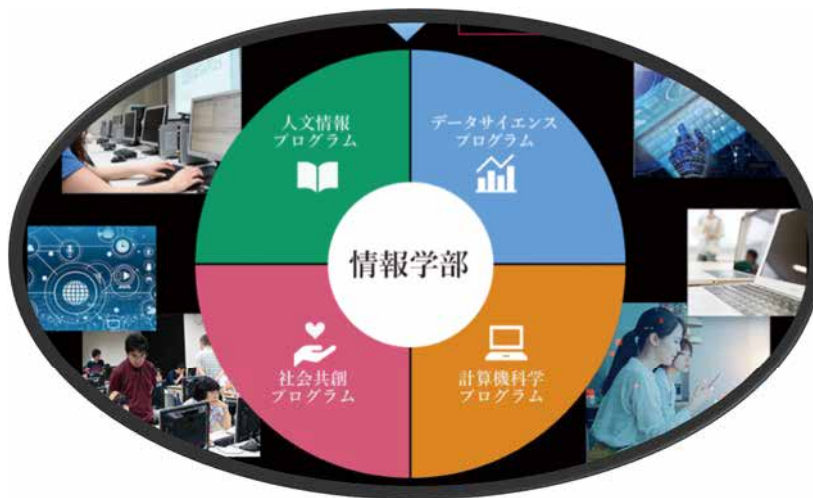 人文情報
プログラム
データサイエンス
プログラム
情報学部
社会共創
プログラム
計算機科学
プログラム